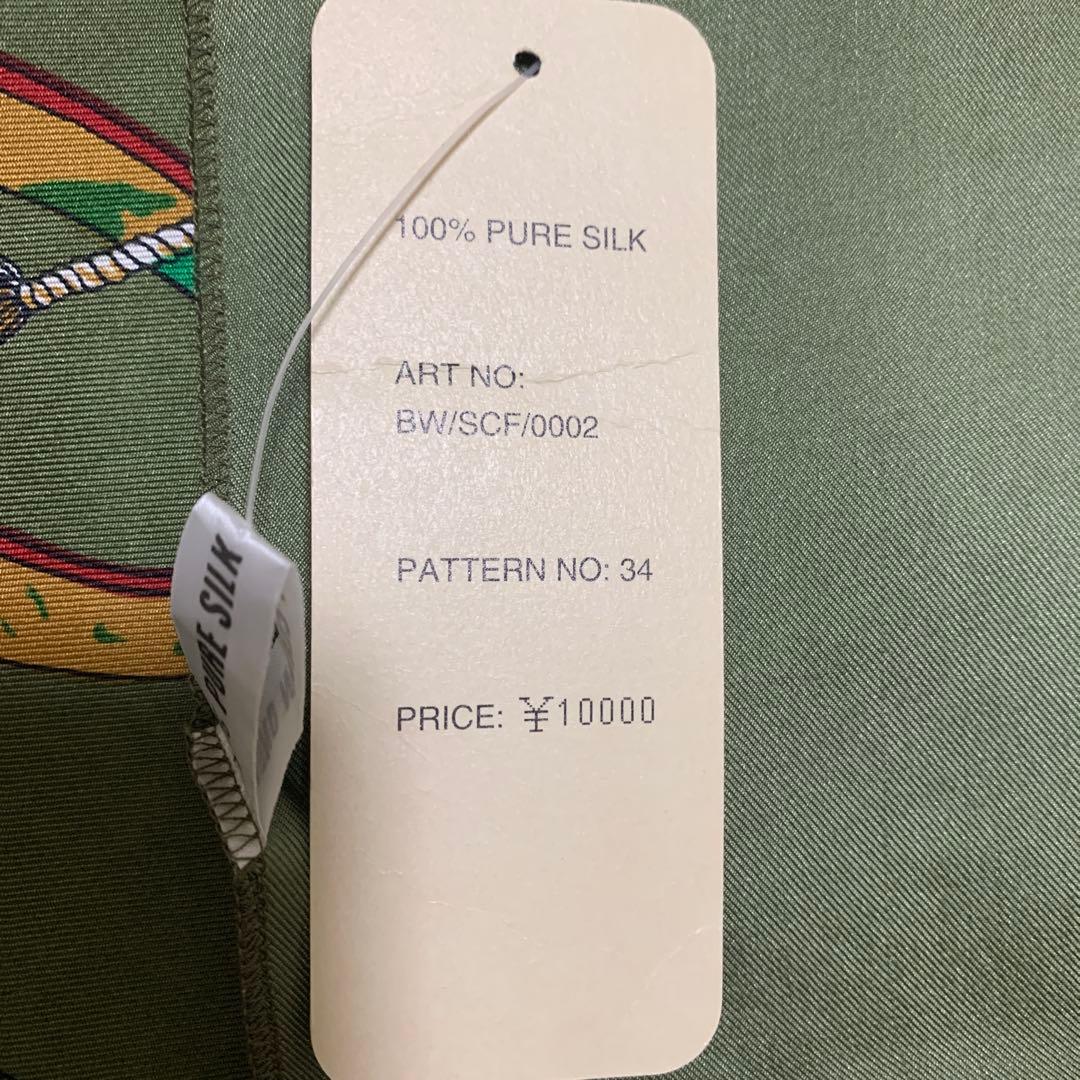 100% PURE SILK
ART NO:
BW/SCF/0002
PATTERN NO: 34
PRICE: ¥10000
PURE SILK